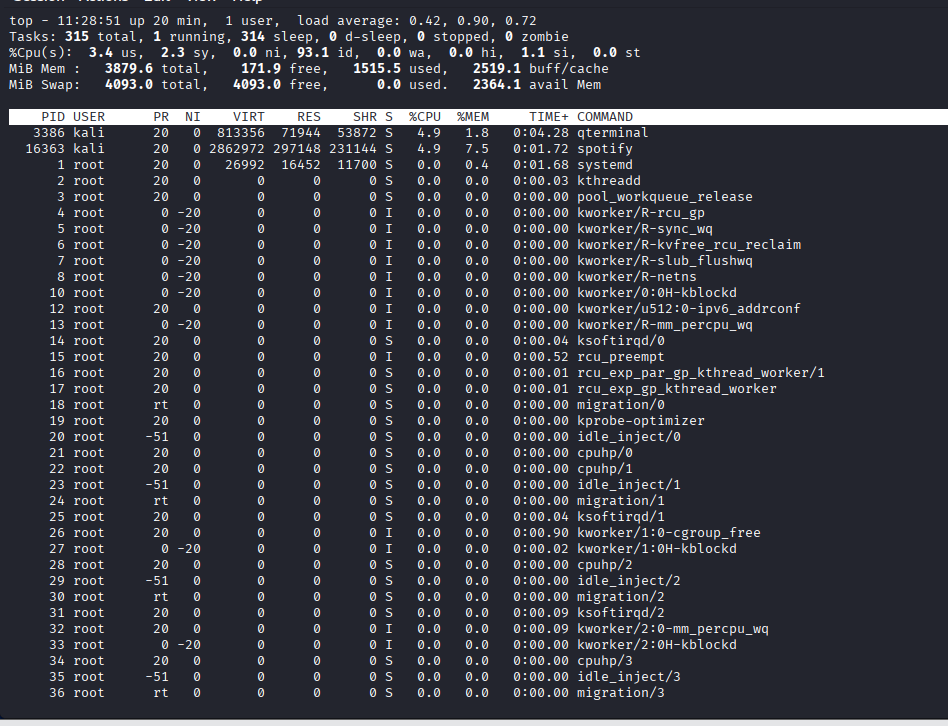 top - 11:28:51 up 20 min,  1 user,  load average: 0.42, 0.90, 0.72
Tasks: 315 total, 1 running, 314 sleep, 0 d-sleep, 0 stopped, 0 zombie
%Cpu(s):  3.4 us,  2.3 sy,  0.0 ni, 93.1 id,  0.0 wa,  0.0 hi,  1.1 si,  0.0 st
MiB Mem :   3879.6 total,    171.9 free,   1515.5 used,   2519.1 buff/cache
MiB Swap:   4093.0 total,   4093.0 free,      0.0 used.   2364.1 avail Mem
PID USER      PR  NI    VIRT    RES    SHR S  %CPU  %MEM     TIME+ COMMAND
3386 kali      20   0  813356  71944  53872 S   4.9   1.8   0:04.28 qterminal
16363 kali      20   0 2862972 297148 231144 S   4.9   7.5   0:01.72 spotify
1 root      20   0   26992  16452  11700 S   0.0   0.4   0:01.68 systemd
2 root      20   0       0      0      0 S   0.0   0.0   0:00.03 kthreadd
3 root      20   0       0      0      0 S   0.0   0.0   0:00.00 pool_workqueue_release
4 root       0 -20       0      0      0 I   0.0   0.0   0:00.00 kworker/R-rcu_gp
5 root       0 -20       0      0      0 I   0.0   0.0   0:00.00 kworker/R-sync_wq
6 root       0 -20       0      0      0 I   0.0   0.0   0:00.00 kworker/R-kvfree_rcu_reclaim
7 root       0 -20       0      0      0 I   0.0   0.0   0:00.00 kworker/R-slub_flushwq
8 root       0 -20       0      0      0 I   0.0   0.0   0:00.00 kworker/R-netns
10 root       0 -20       0      0      0 I   0.0   0.0   0:00.00 kworker/0:0H-kblockd
12 root      20   0       0      0      0 I   0.0   0.0   0:00.00 kworker/u512:0-ipv6_addrconf
13 root       0 -20       0      0      0 I   0.0   0.0   0:00.00 kworker/R-mm_percpu_wq
14 root      20   0       0      0      0 S   0.0   0.0   0:00.04 ksoftirqd/0
15 root      20   0       0      0      0 I   0.0   0.0   0:00.52 rcu_preempt
16 root      20   0       0      0      0 S   0.0   0.0   0:00.01 rcu_exp_par_gp_kthread_worker/1
17 root      20   0       0      0      0 S   0.0   0.0   0:00.01 rcu_exp_gp_kthread_worker
18 root      rt   0       0      0      0 S   0.0   0.0   0:00.00 migration/0
19 root      20   0       0      0      0 S   0.0   0.0   0:00.00 kprobe-optimizer
20 root     -51   0       0      0      0 S   0.0   0.0   0:00.00 idle_inject/0
21 root      20   0       0      0      0 S   0.0   0.0   0:00.00 cpuhp/0
22 root      20   0       0      0      0 S   0.0   0.0   0:00.00 cpuhp/1
23 root     -51   0       0      0      0 S   0.0   0.0   0:00.00 idle_inject/1
24 root      rt   0       0      0      0 S   0.0   0.0   0:00.00 migration/1
25 root      20   0       0      0      0 S   0.0   0.0   0:00.04 ksoftirqd/1
26 root      20   0       0      0      0 I   0.0   0.0   0:00.90 kworker/1:0-cgroup_free
27 root       0 -20       0      0      0 I   0.0   0.0   0:00.02 kworker/1:0H-kblockd
28 root      20   0       0      0      0 S   0.0   0.0   0:00.00 cpuhp/2
29 root     -51   0       0      0      0 S   0.0   0.0   0:00.00 idle_inject/2
30 root      rt   0       0      0      0 S   0.0   0.0   0:00.00 migration/2
31 root      20   0       0      0      0 S   0.0   0.0   0:00.09 ksoftirqd/2
32 root      20   0       0      0      0 I   0.0   0.0   0:00.09 kworker/2:0-mm_percpu_wq
33 root       0 -20       0      0      0 I   0.0   0.0   0:00.00 kworker/2:0H-kblockd
34 root      20   0       0      0      0 S   0.0   0.0   0:00.00 cpuhp/3
35 root     -51   0       0      0      0 S   0.0   0.0   0:00.00 idle_inject/3
36 root      rt   0       0      0      0 S   0.0   0.0   0:00.00 migration/3